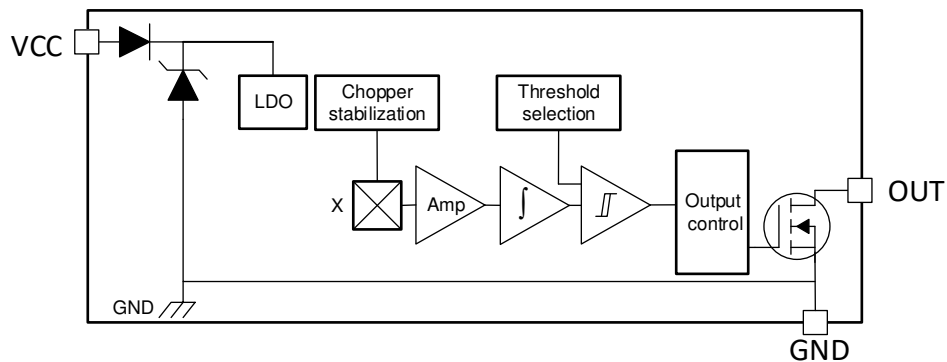 VCC
LDO
Chopper
stabilization
Threshold
selection
X
Amp
∫
Output
control
OUT
GND
GND